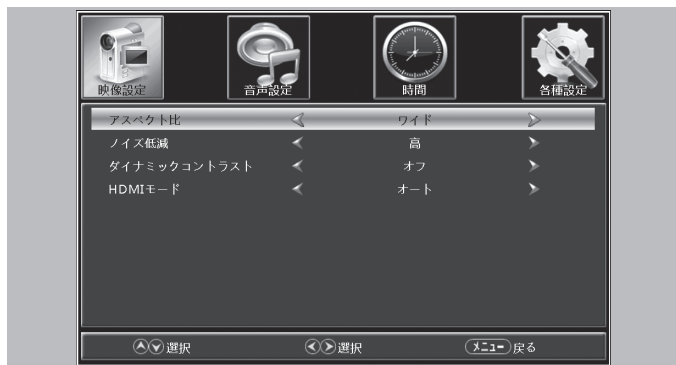 映像設定 音声設定 時間 各種設定
アスペクト比 ワイド
ノイズ低減 高
ダイナミックコントラスト オフ
HDMIモード オート
選択 選択 メニュー 戻る